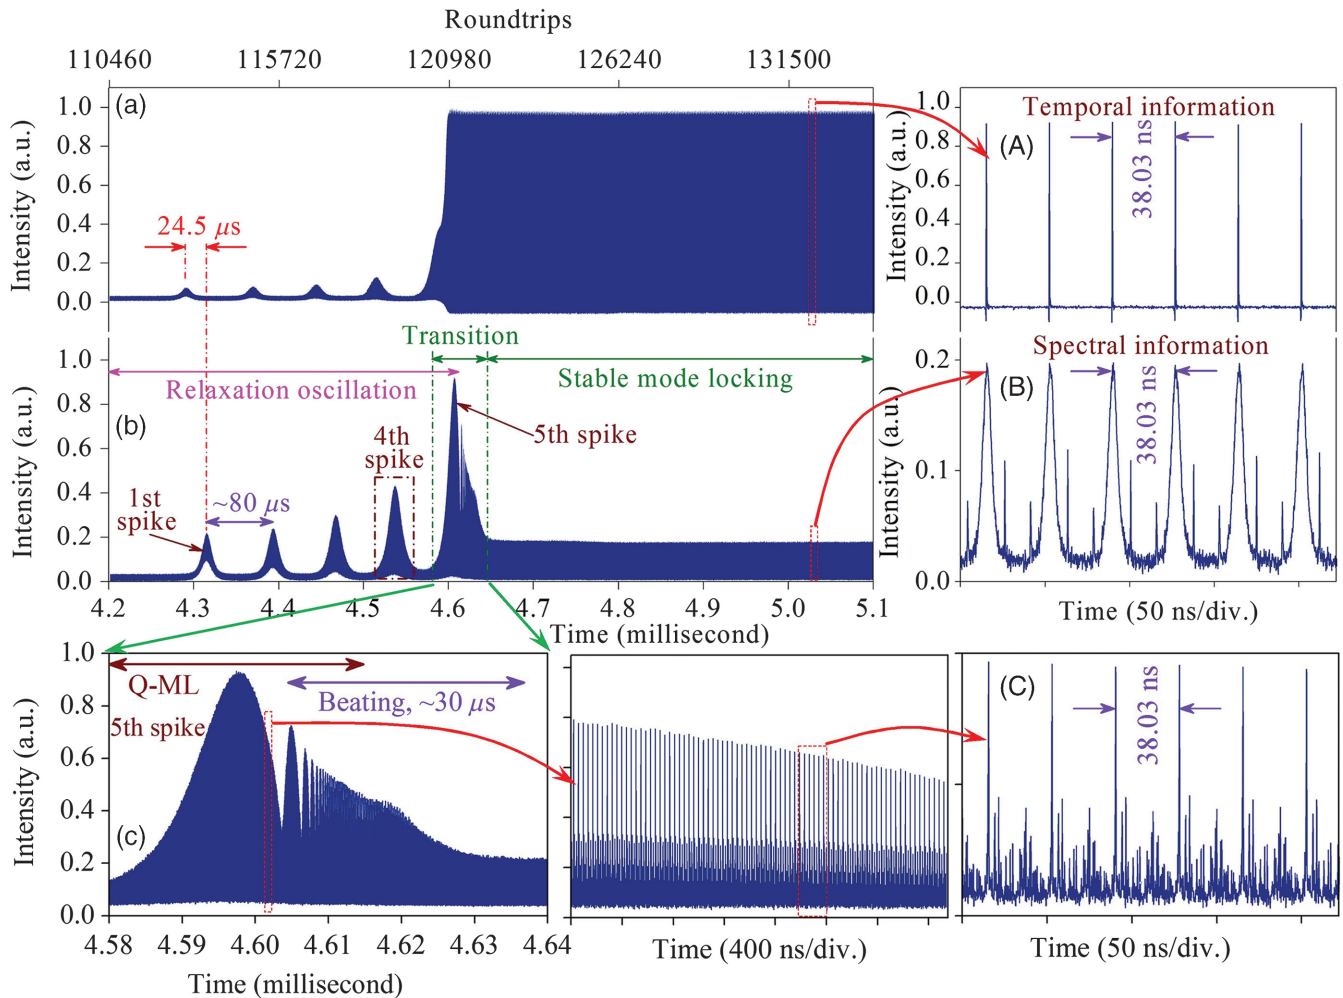 Roundtrips
110460 115720 120980 126240 131500
(a)
Intensity (a.u.)
1.0
0.8
0.6
0.4
0.2
0.0
24.5 μs
Temporal information
(A)
Intensity (a.u.)
1.0
0.8
0.6
0.4
0.2
0.0
38.03 ns
Transition
Relaxation oscillation
Stable mode locking
(b)
Intensity (a.u.)
1.0
0.8
0.6
0.4
0.2
0.0
1st
spike
~80 μs
4th
spike
5th spike
4.2 4.3 4.4 4.5 4.6 4.7 4.8 4.9 5.0 5.1
Time (millisecond)
Spectral information
(B)
Intensity (a.u.)
0.2
0.1
0.0
38.03 ns
Time (50 ns/div.)
Intensity (a.u.)
1.0
0.8
0.6
0.4
0.2
0.0
Q-ML
5th spike
Beating, ~30 μs
(c)
4.58 4.59 4.60 4.61 4.62 4.63 4.64
Time (millisecond)
Time (400 ns/div.)
(C)
38.03 ns
Time (50 ns/div.)